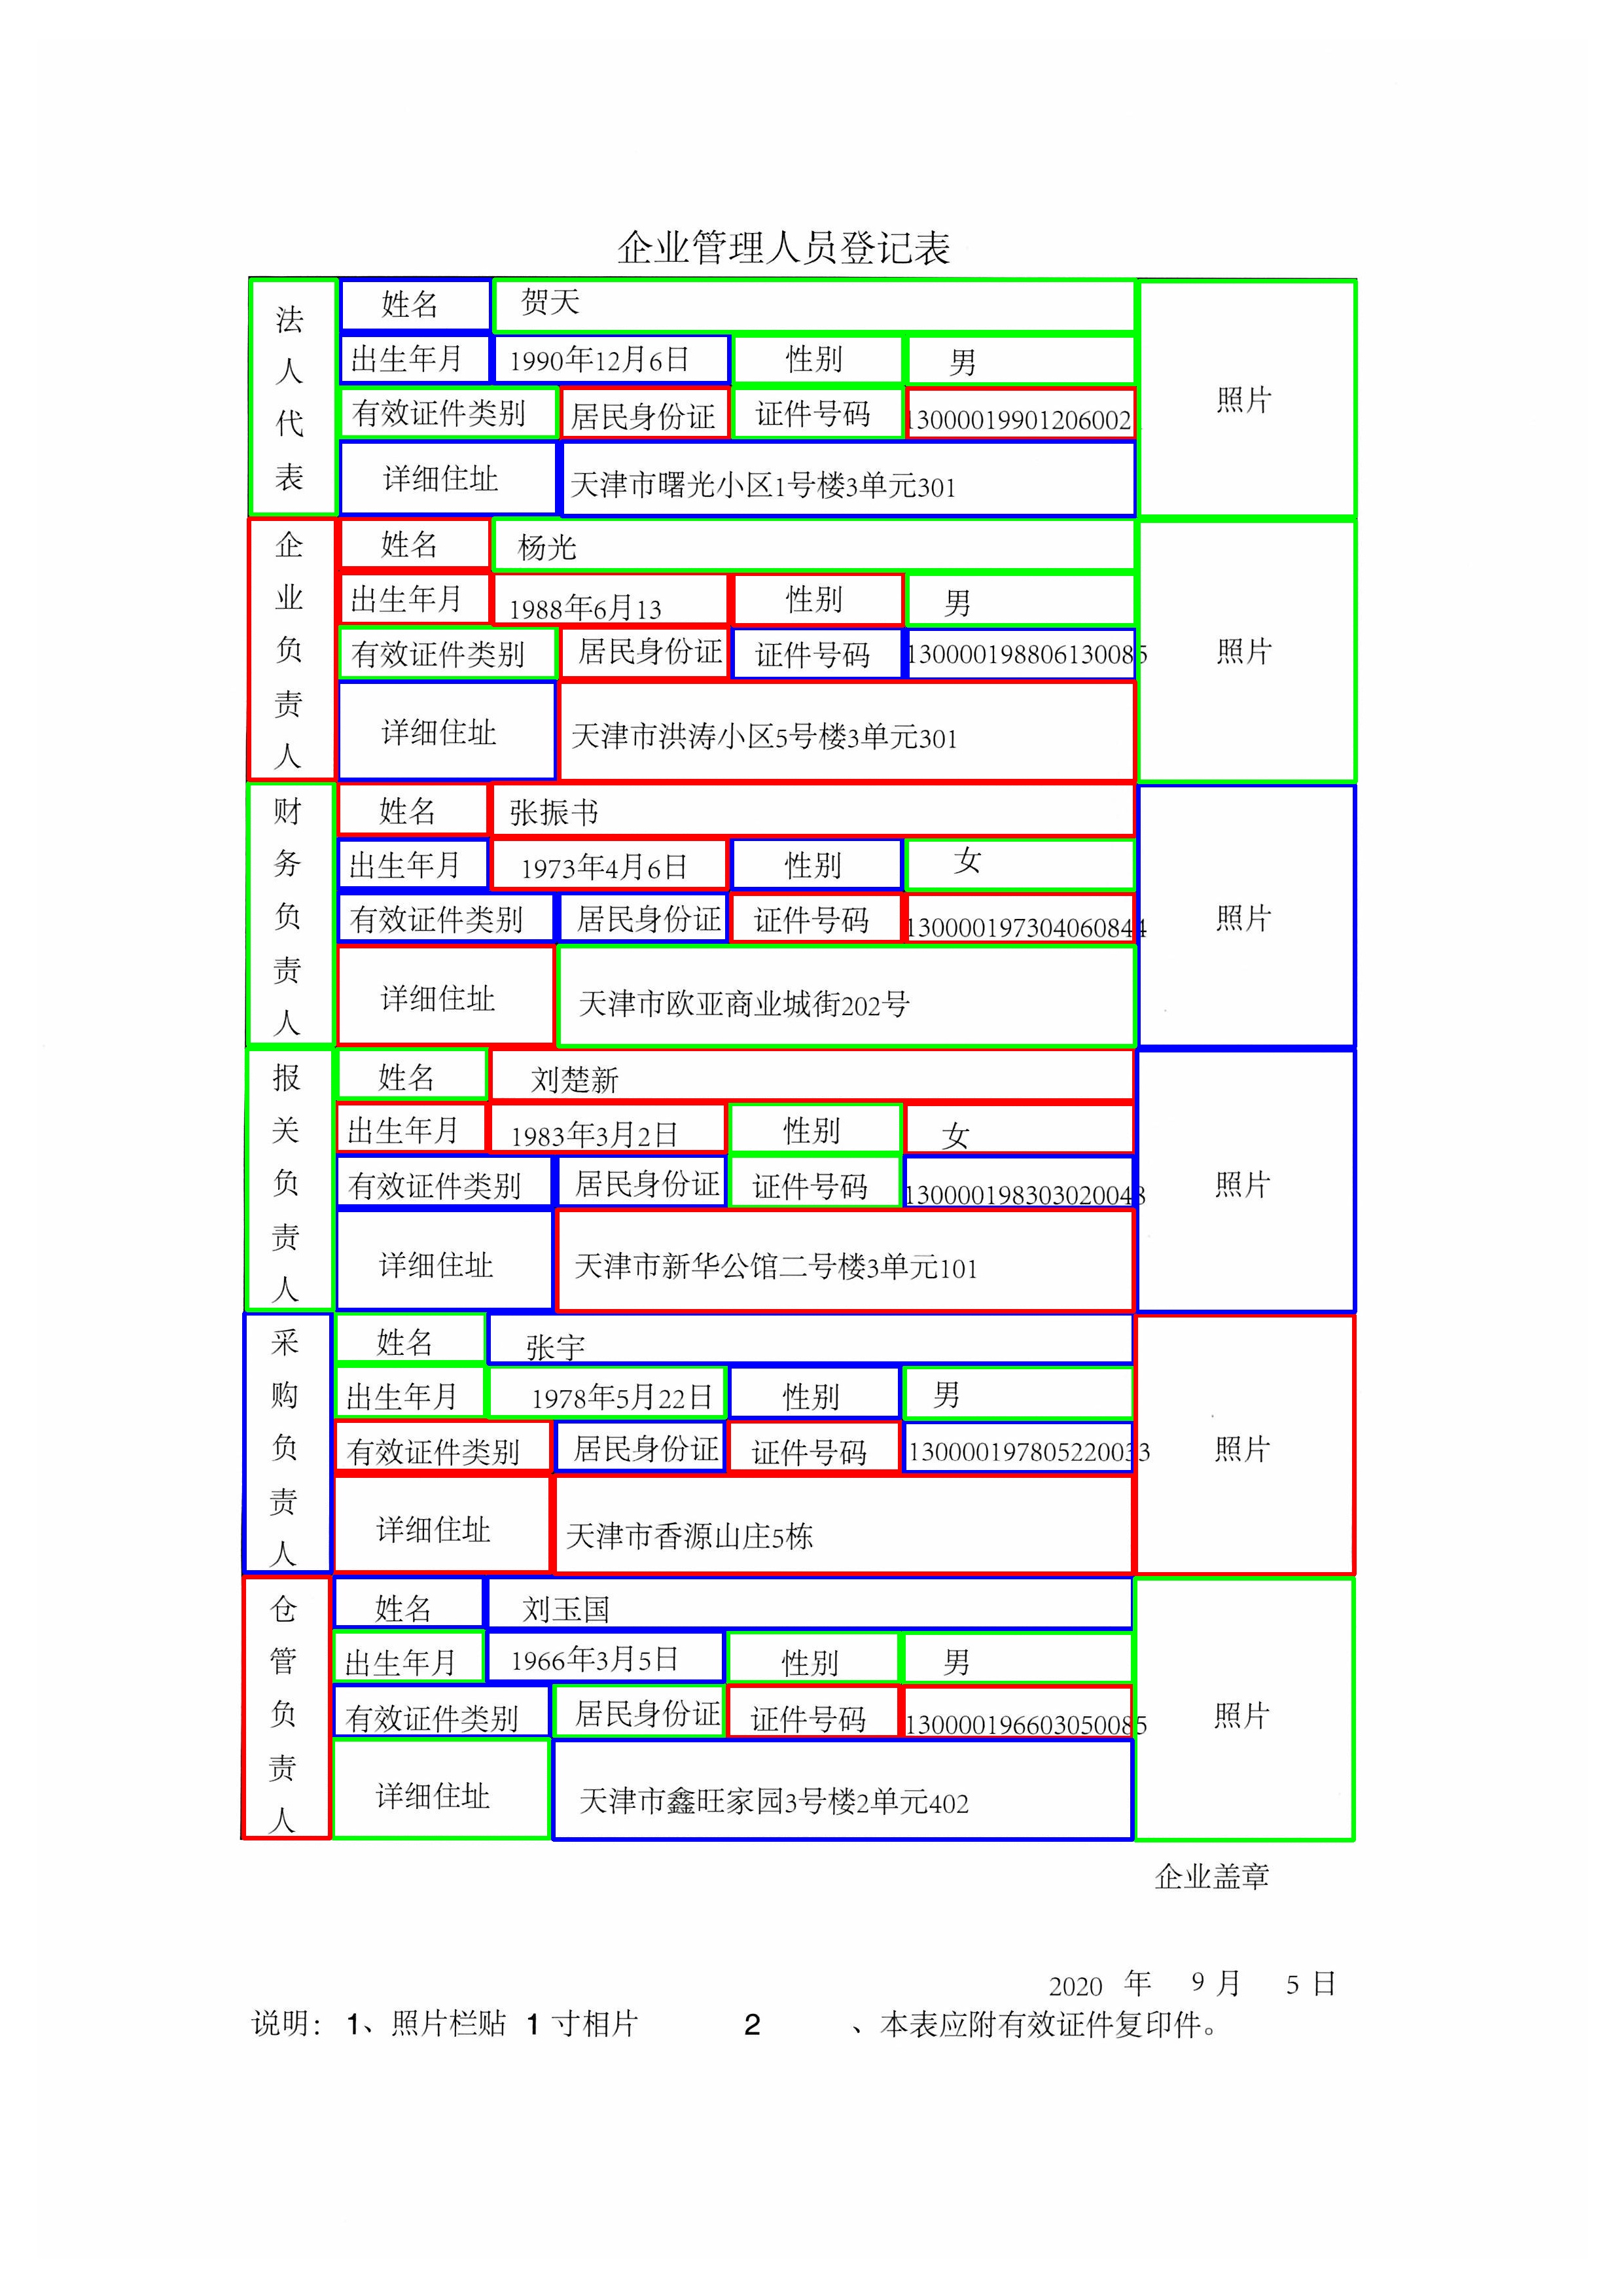 企业管理人员登记表
法人代表
姓名 贺天
出生年月 1990年12月6日 性别 男
有效证件类别 居民身份证 证件号码 13000019901206002
详细住址 天津市曙光小区1号楼3单元301
照片
企业负责人
姓名 杨光
出生年月 1988年6月13 性别 男
有效证件类别 居民身份证 证件号码 130000198806130085
详细住址 天津市洪涛小区5号楼3单元301
照片
财务负责人
姓名 张振书
出生年月 1973年4月6日 性别 女
有效证件类别 居民身份证 证件号码 130000197304060844
详细住址 天津市欧亚商业城街202号
照片
报关负责人
姓名 刘楚新
出生年月 1983年3月2日 性别 女
有效证件类别 居民身份证 证件号码 130000198303020048
详细住址 天津市新华公馆二号楼3单元101
照片
采购负责人
姓名 张宇
出生年月 1978年5月22日 性别 男
有效证件类别 居民身份证 证件号码 130000197805220033
详细住址 天津市香源山庄5栋
照片
仓管负责人
姓名 刘玉国
出生年月 1966年3月5日 性别 男
有效证件类别 居民身份证 证件号码 130000196603050085
详细住址 天津市鑫旺家园3号楼2单元402
照片
企业盖章
2020 年 9 月 5 日
说明: 1、照片栏贴 1 寸相片 2 、本表应附有效证件复印件。